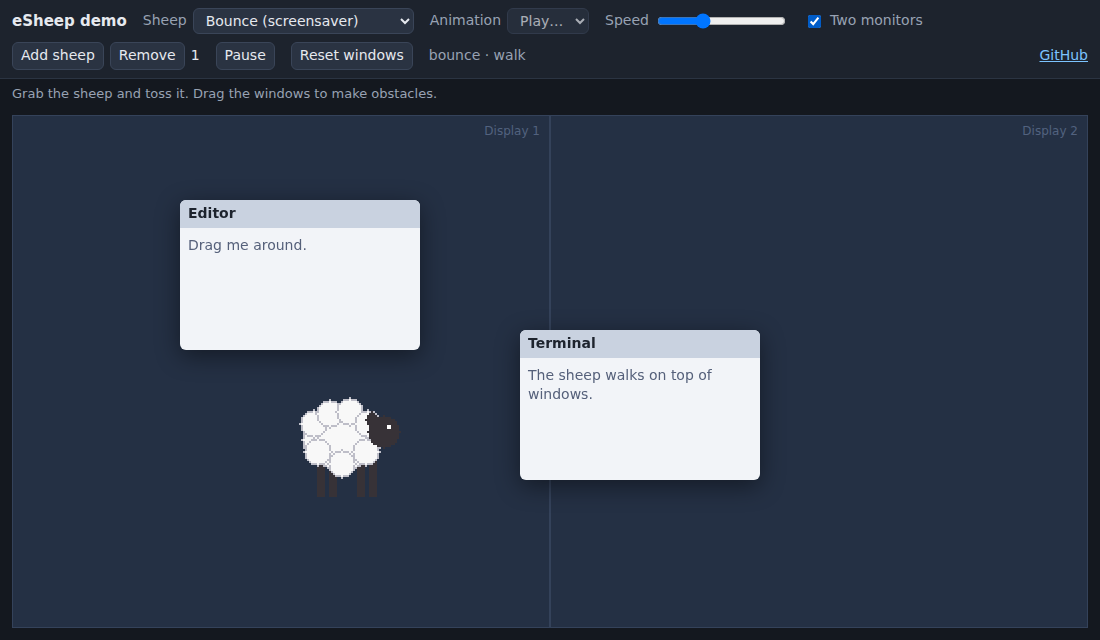 eSheep demo Sheep Bounce (screensaver) Animation Play... Speed Two monitors
Add sheep Remove 1 Pause Reset windows bounce · walk GitHub
Grab the sheep and toss it. Drag the windows to make obstacles.
Display 1 Display 2
Editor
Drag me around.
Terminal
The sheep walks on top of
windows.